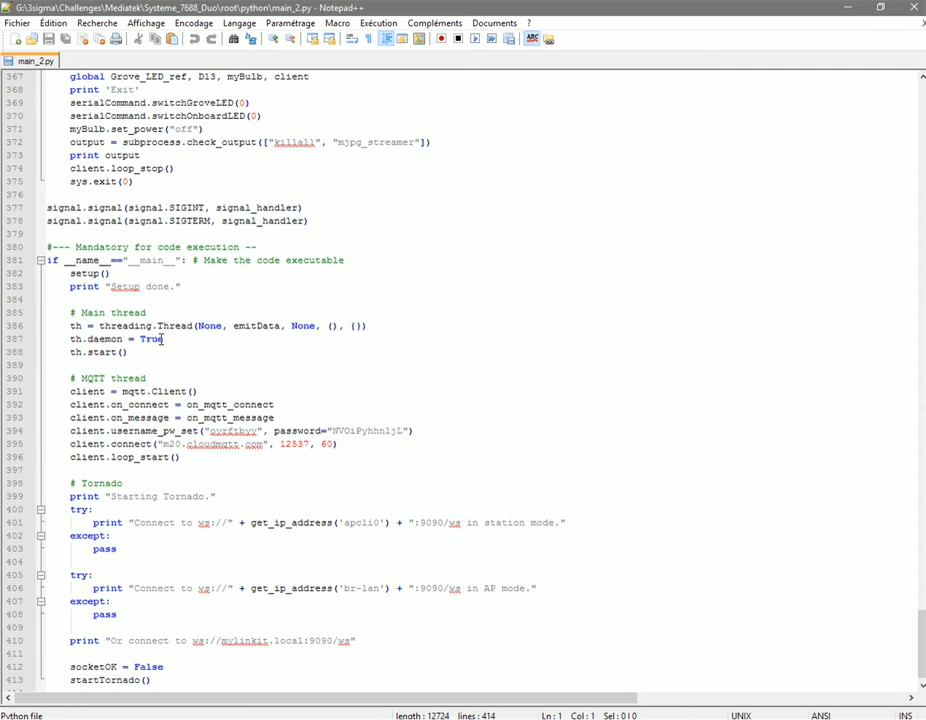 G:\3sigma\Challenges\Mediatek\Systeme_7688_Duo\root\python\main_2.py - Notepad++
Fichier Édition Recherche Affichage Encodage Langage Paramétrage Macro Exécution Compléments Documents ?
main_2.py
367 global Grove_LED_ref, D13, myBulb, client
368 print 'Exit'
369 serialCommand.switchGroveLED(0)
370 serialCommand.switchOnboardLED(0)
371 myBulb.set_power("off")
372 output = subprocess.check_output(["killall", "mjpg_streamer"])
373 print output
374 client.loop_stop()
375 sys.exit(0)
376
377 signal.signal(signal.SIGINT, signal_handler)
378 signal.signal(signal.SIGTERM, signal_handler)
379
380 #--- Mandatory for code execution --
381 if __name__=="__main__": # Make the code executable
382 setup()
383 print "Setup done."
384
385 # Main thread
386 th = threading.Thread(None, emitData, None, (), {})
387 th.daemon = True
388 th.start()
389
390 # MQTT thread
391 client = mqtt.Client()
392 client.on_connect = on_mqtt_connect
393 client.on_message = on_mqtt_message
394 client.username_pw_set( , password="NVOiPyhhnljL")
395 client.connect("m20.cloudmqtt.com", 12537, 60)
396 client.loop_start()
397
398 # Tornado
399 print "Starting Tornado."
400 try:
401 print "Connect to ws://" + get_ip_address('apcli0') + ":9090/ws in station mode."
402 except:
403 pass
404
405 try:
406 print "Connect to ws://" + get_ip_address('br-lan') + ":9090/ws in AP mode."
407 except:
408 pass
409
410 print "Or connect to ws://mylinkit.local:9090/ws"
411
412 socketOK = False
413 startTornado()
Python file length : 12724 lines : 414 Ln : 1 Col : 1 Sel : 0 | 0 UNIX ANSI INS